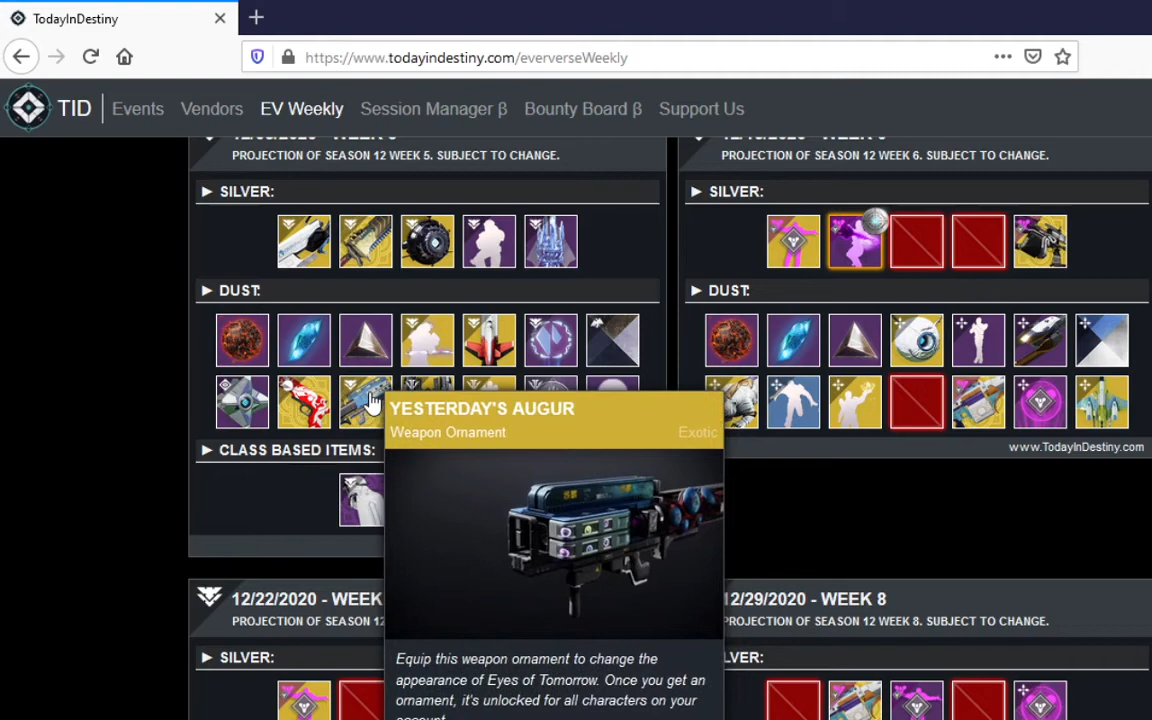 TodayInDestiny
https://www.todayindestiny.com/eververseWeekly
TID Events Vendors EV Weekly Session Manager β Bounty Board β Support Us
PROJECTION OF SEASON 12 WEEK 5. SUBJECT TO CHANGE.
SILVER:
DUST:
CLASS BASED ITEMS:
PROJECTION OF SEASON 12 WEEK 6. SUBJECT TO CHANGE.
SILVER:
DUST:
www.TodayInDestiny.com
YESTERDAY'S AUGUR
Weapon Ornament Exotic
Equip this weapon ornament to change the
appearance of Eyes of Tomorrow. Once you get an
ornament, it's unlocked for all characters on your
12/22/2020 - WEEK
PROJECTION OF SEASON 12
SILVER:
12/29/2020 - WEEK 8
PROJECTION OF SEASON 12 WEEK 8. SUBJECT TO CHANGE.
LVER: